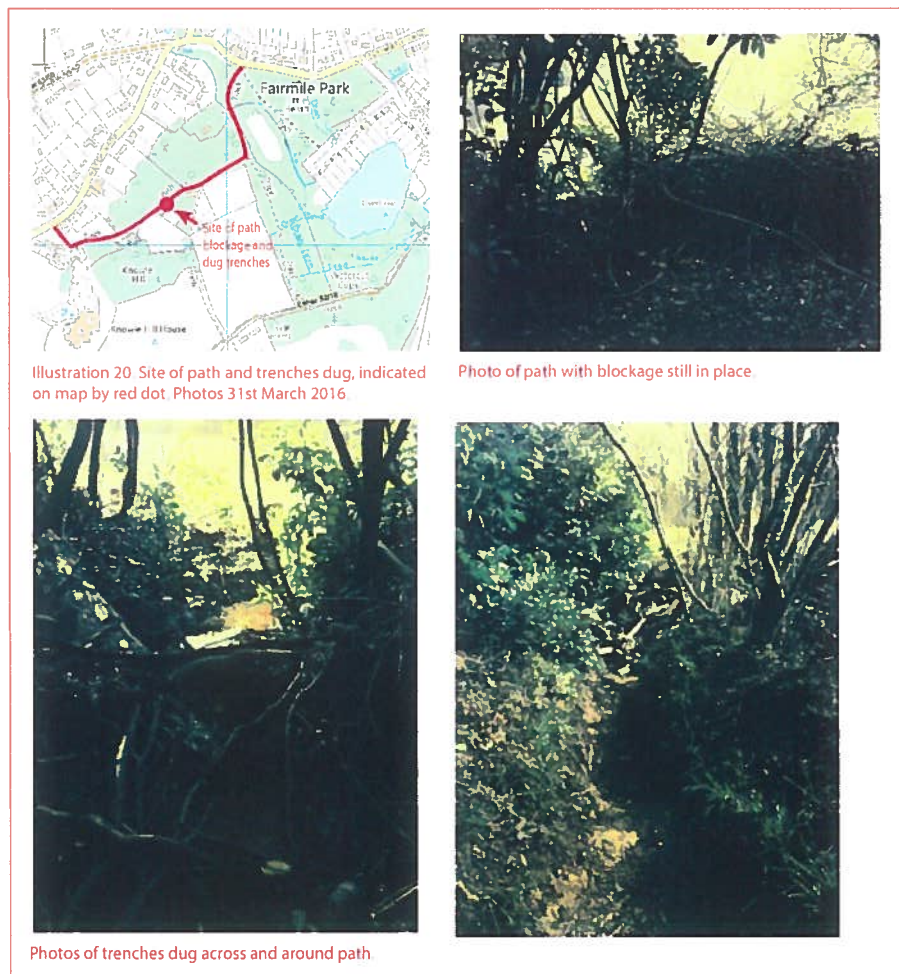 Fairmile Park
Site of path
blockage and
dug trenches
Knowle Hill House
Illustration 20 Site of path and trenches dug, indicated
on map by red dot. Photos 31st March 2016
Photo of path with blockage still in place
Photos of trenches dug across and around path